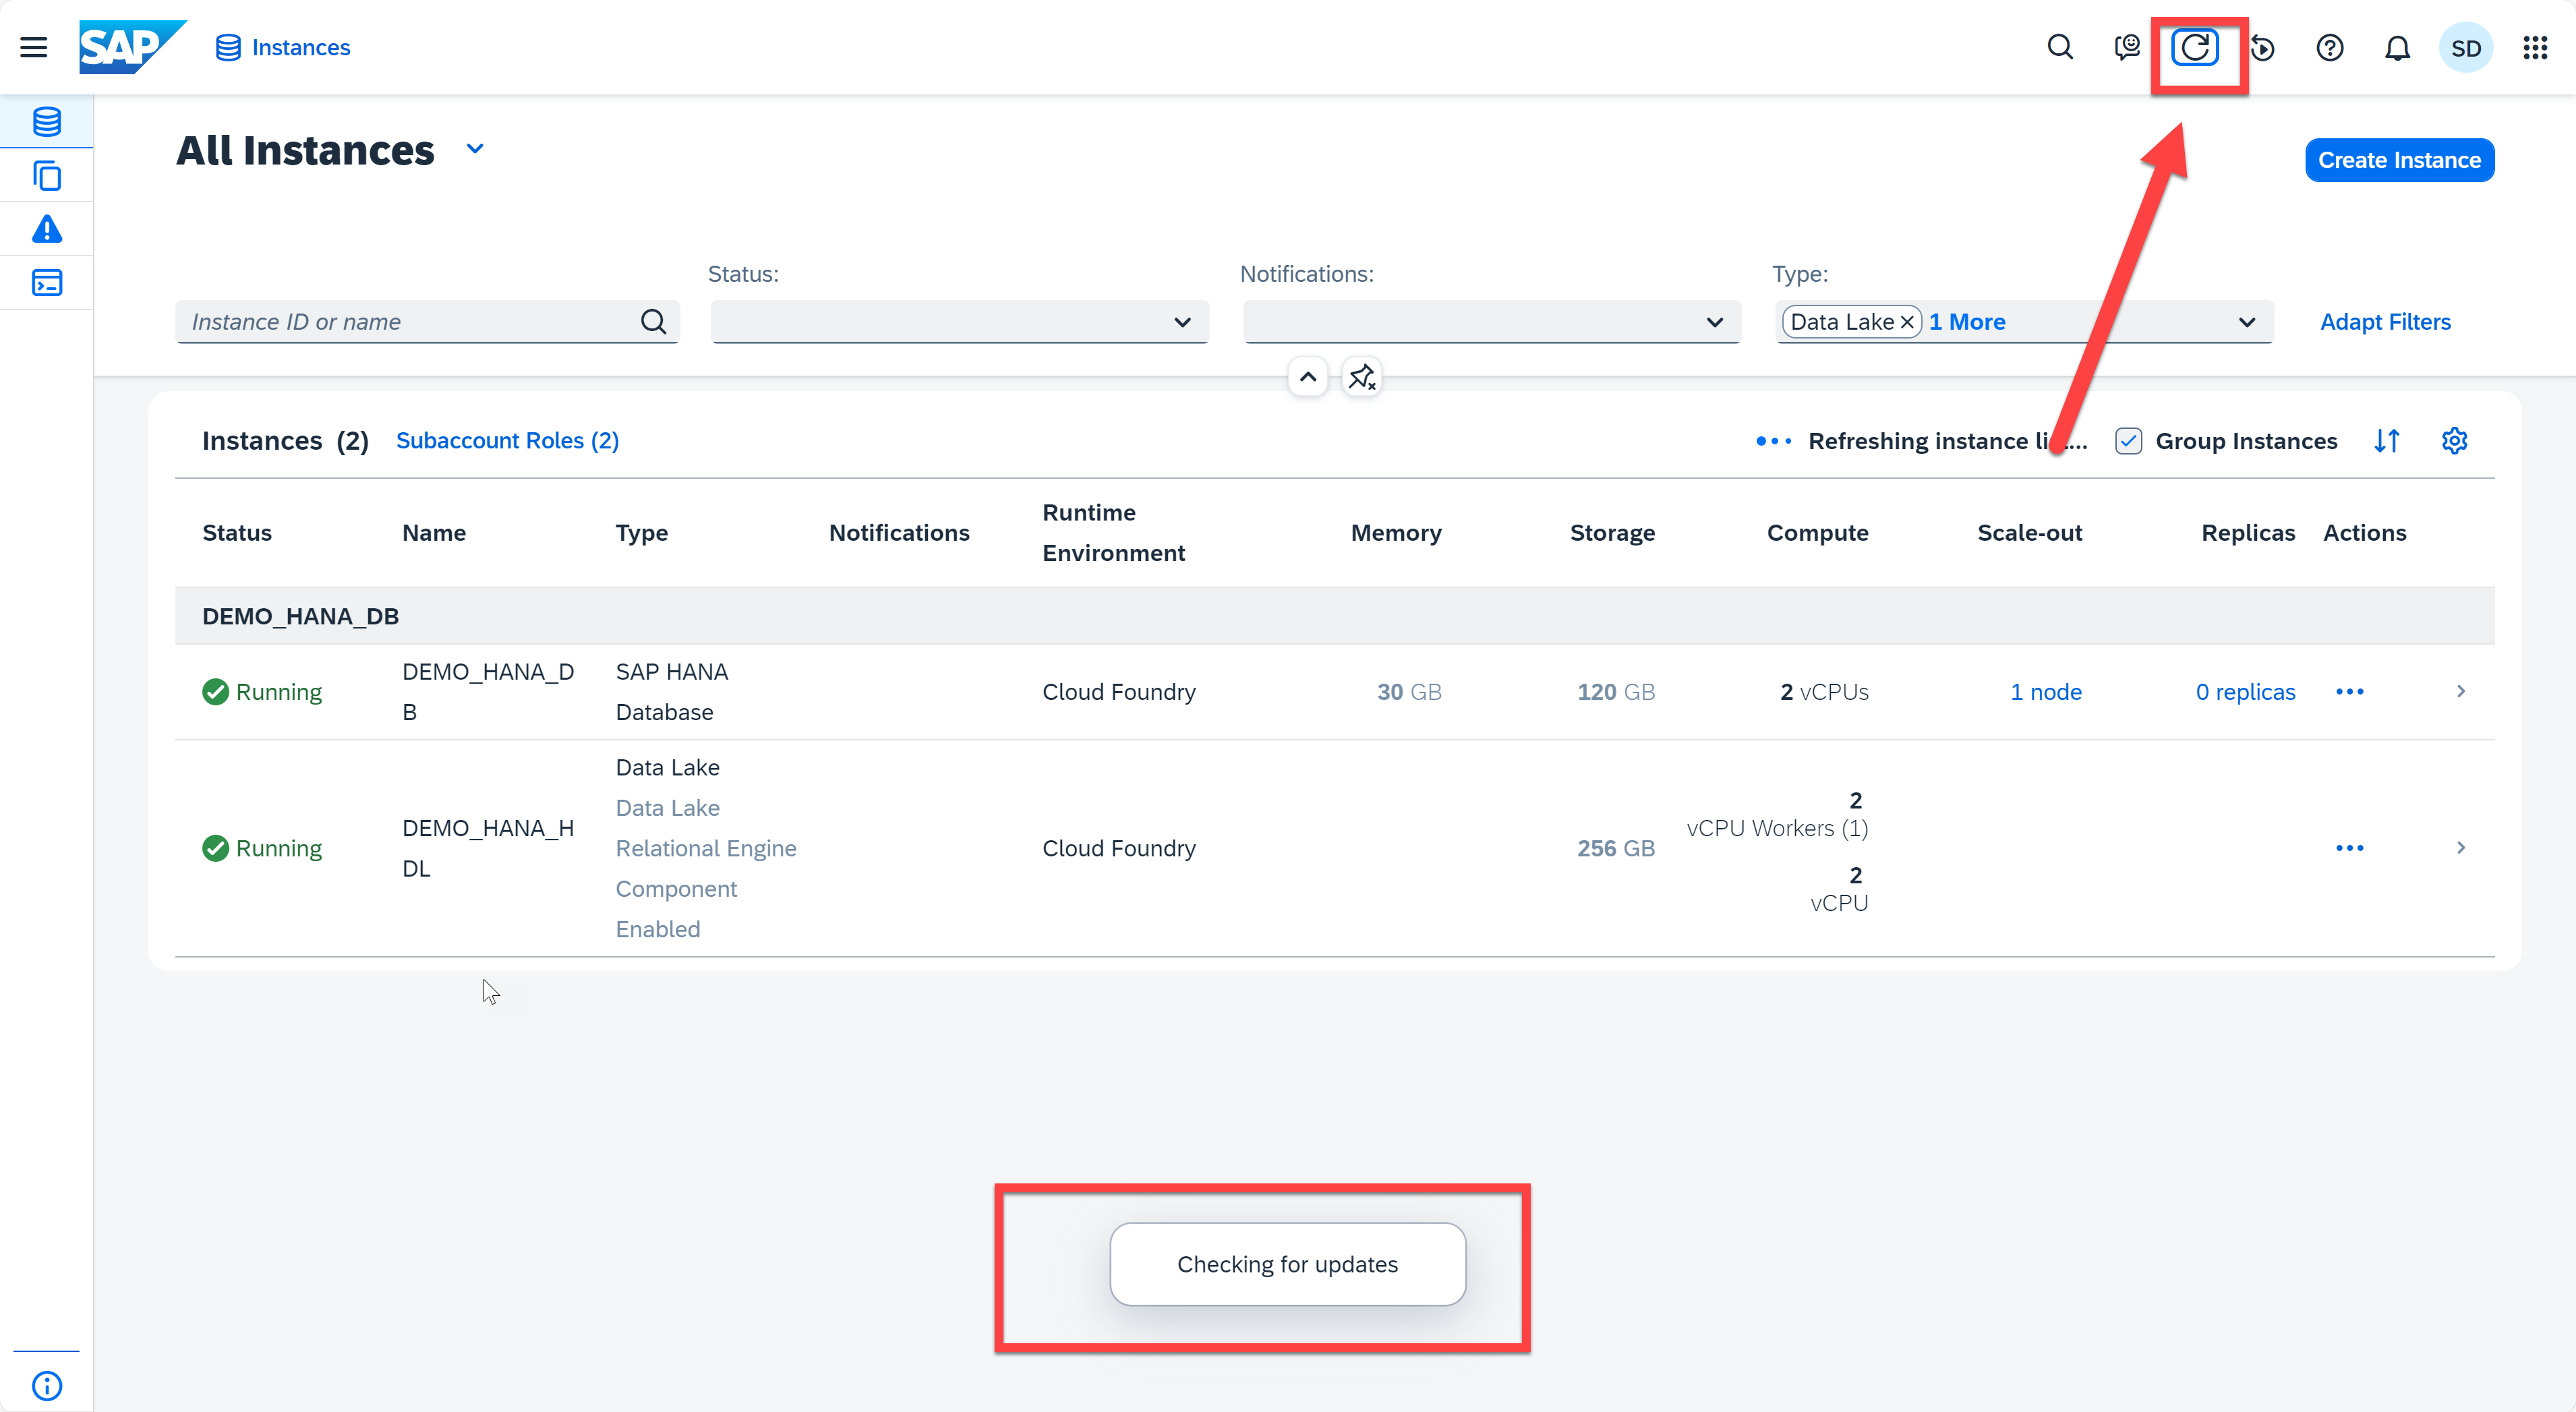 SAP Instances
SD
All Instances
Create Instance
Status: Notifications: Type:
Instance ID or name Data Lake 1 More Adapt Filters
Instances (2) Subaccount Roles (2) Refreshing instance Group Instances
Status Name Type Notifications Runtime Environment Memory Storage Compute Scale-out Replicas Actions
DEMO_HANA_DB
Running DEMO_HANA_D
B SAP HANA
Database Cloud Foundry 30 GB 120 GB 2 vCPUs 1 node 0 replicas
Running DEMO_HANA_H
DL Data Lake
Data Lake
Relational Engine
Component
Enabled Cloud Foundry 256 GB 2
vCPU Workers (1)
2
vCPU
Checking for updates